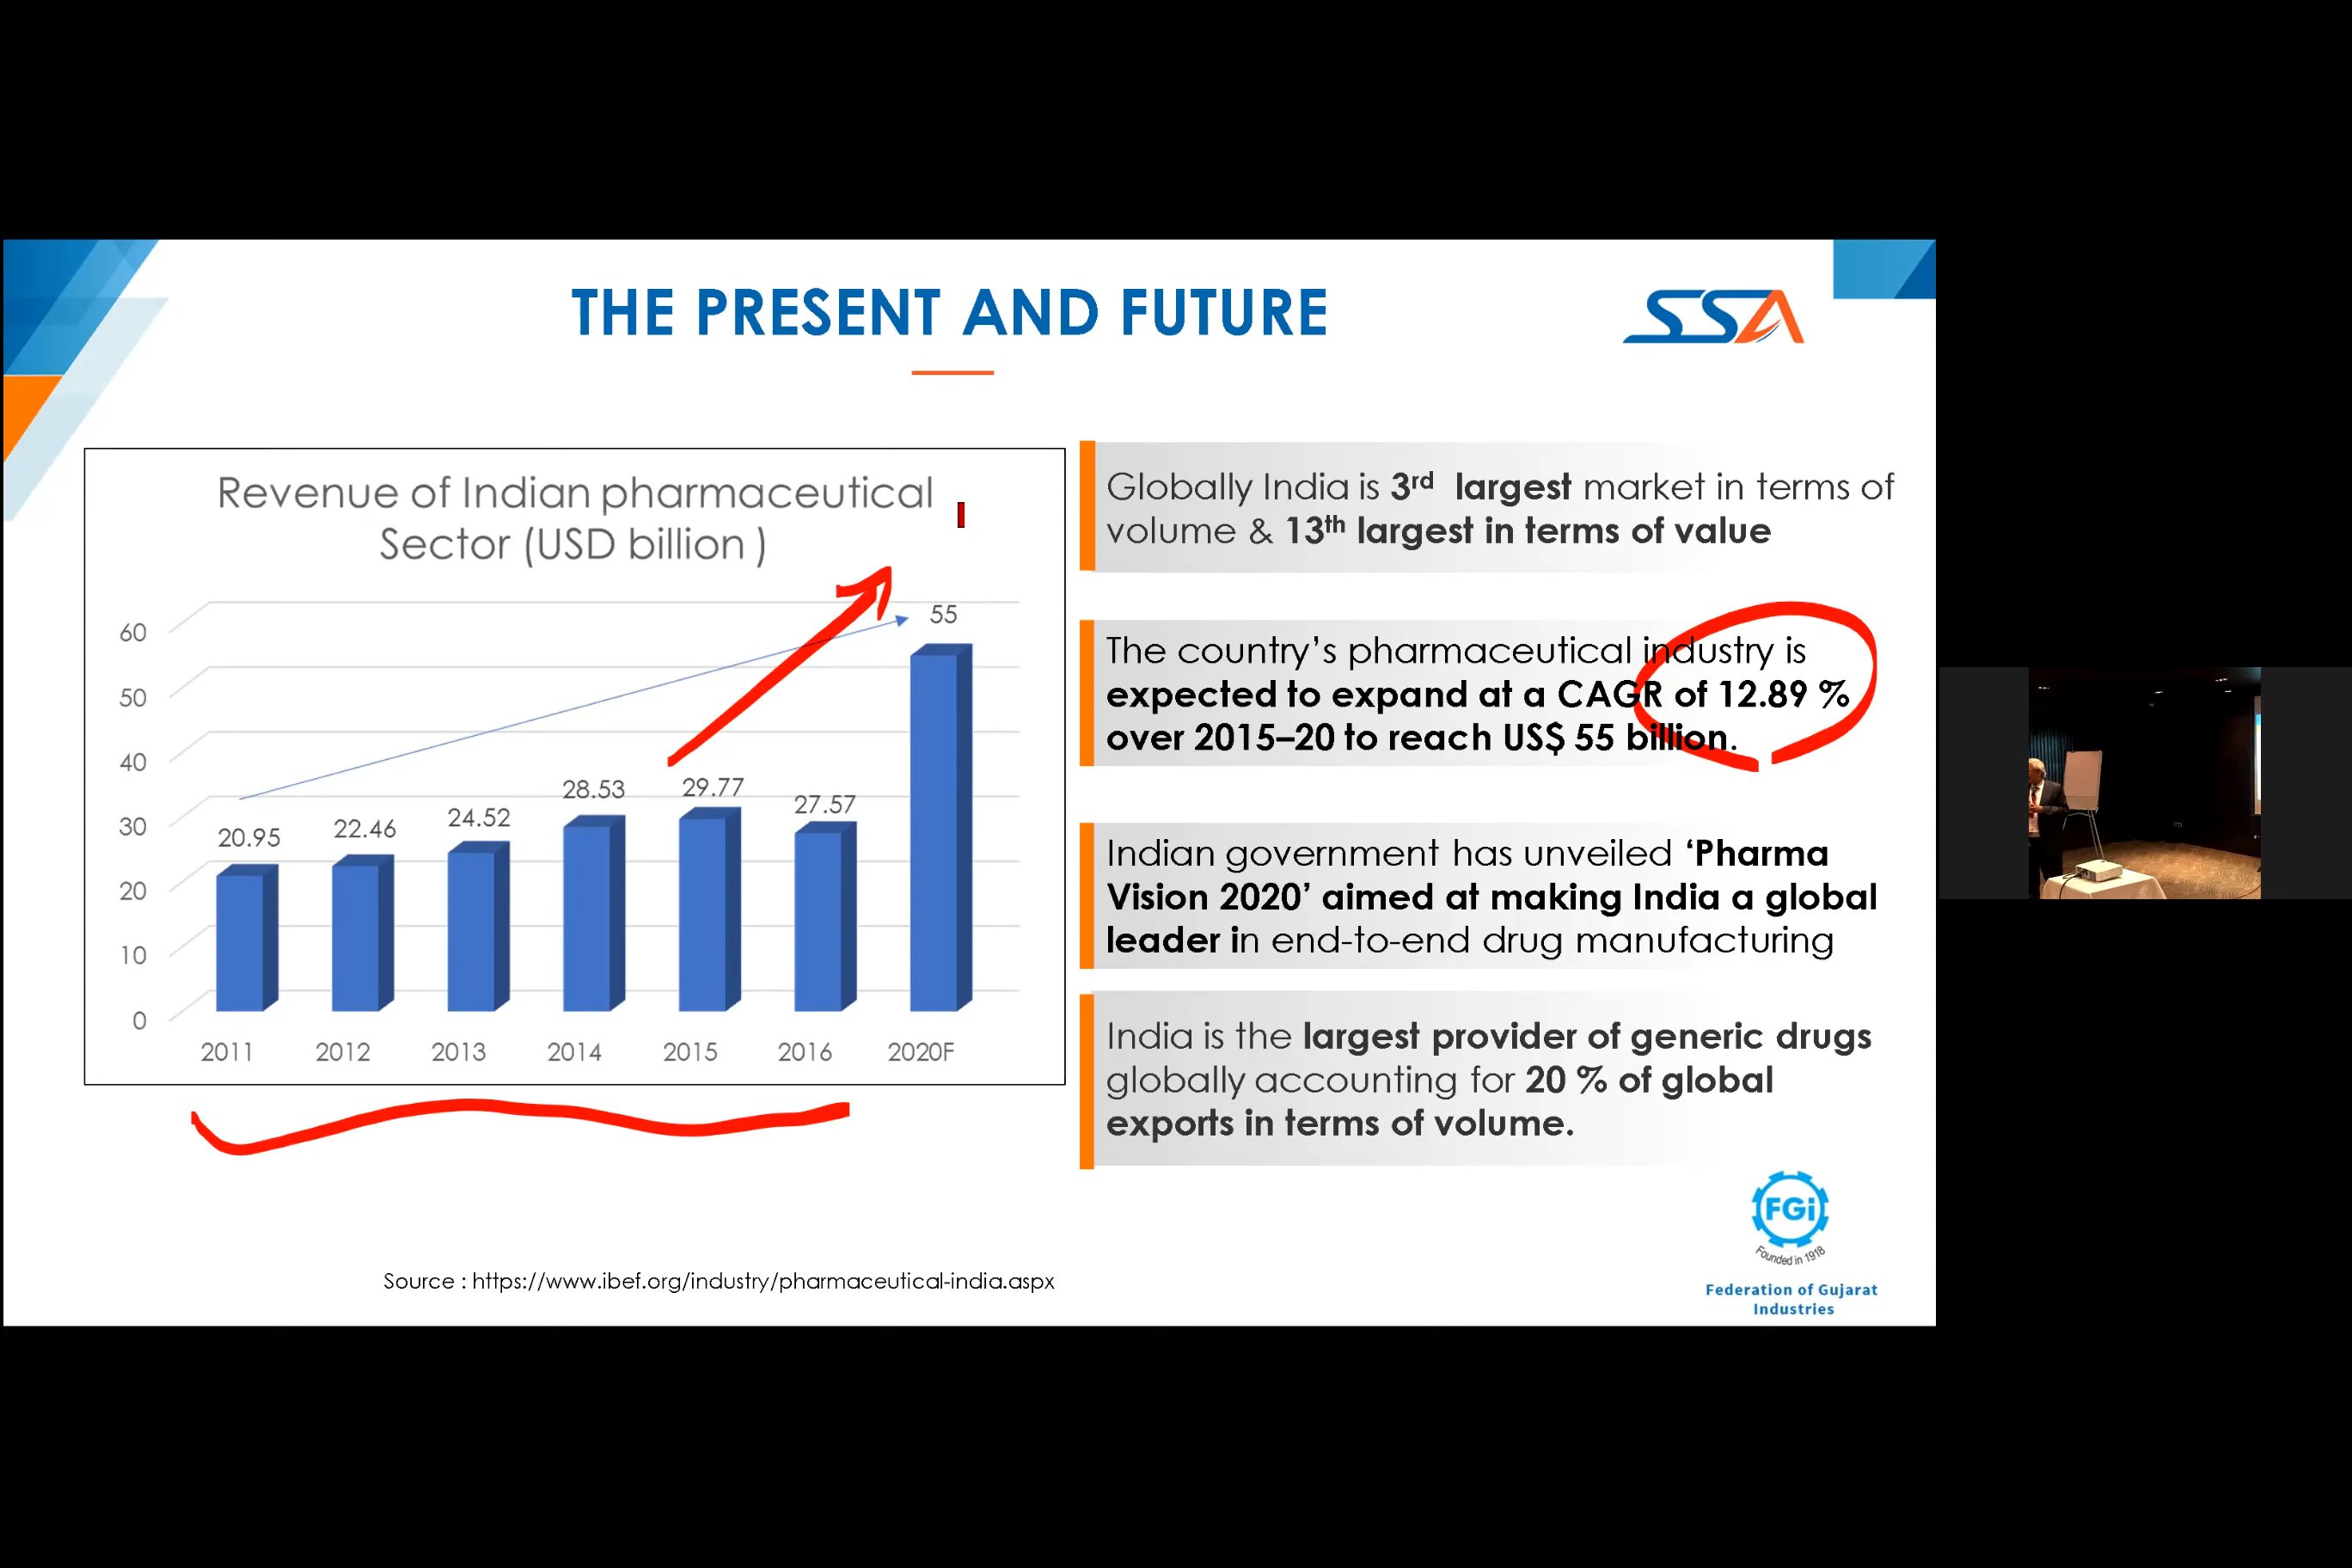 THE PRESENT AND FUTURE
SSA
Revenue of Indian pharmaceutical
Sector (USD billion )
60
50
40
30
20
10
0
20.95
22.46
24.52
28.53
29.77
27.57
55
2011
2012
2013
2014
2015
2016
2020F
Globally India is 3rd largest market in terms of
volume & 13th largest in terms of value
The country’s pharmaceutical industry is
expected to expand at a CAGR of 12.89 %
over 2015–20 to reach US$ 55 billion.
Indian government has unveiled ‘Pharma
Vision 2020’ aimed at making India a global
leader in end-to-end drug manufacturing
India is the largest provider of generic drugs
globally accounting for 20 % of global
exports in terms of volume.
Source : https://www.ibef.org/industry/pharmaceutical-india.aspx
FGi
Founded in 1918
Federation of Gujarat
Industries